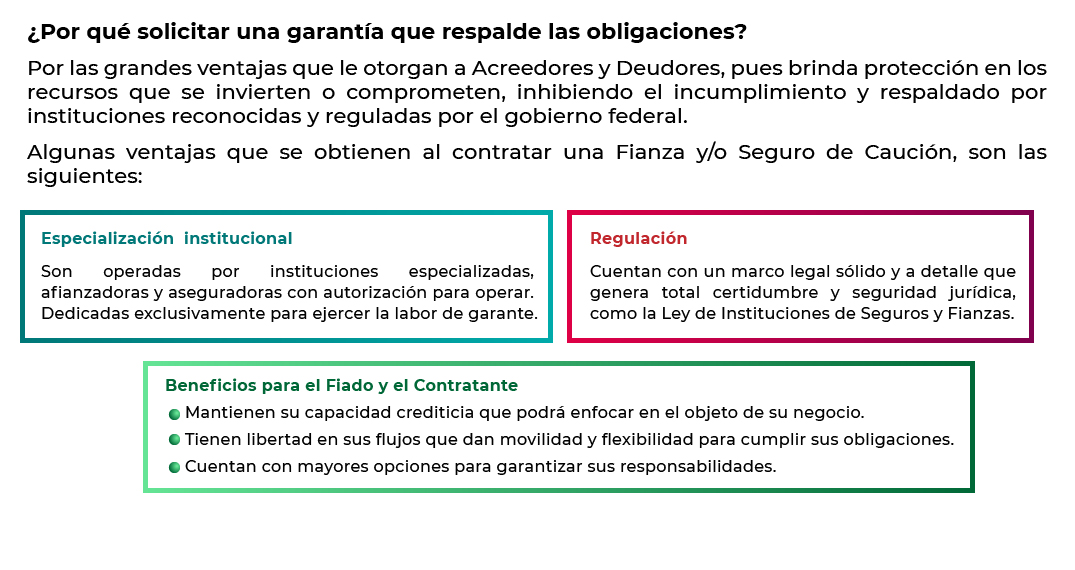 ¿Por qué solicitar una garantía que respalde las obligaciones?
Por las grandes ventajas que le otorgan a Acreedores y Deudores, pues brinda protección en los
recursos que se invierten o comprometen, inhibiendo el incumplimiento y respaldado por
instituciones reconocidas y reguladas por el gobierno federal.
Algunas ventajas que se obtienen al contratar una Fianza y/o Seguro de Caución, son las
siguientes:
Especialización institucional
Son operadas por instituciones especializadas,
afianzadoras y aseguradoras con autorización para operar.
Dedicadas exclusivamente para ejercer la labor de garante.
Regulación
Cuentan con un marco legal sólido y a detalle que
genera total certidumbre y seguridad jurídica,
como la Ley de Instituciones de Seguros y Fianzas.
Beneficios para el Fiado y el Contratante
Mantienen su capacidad crediticia que podrá enfocar en el objeto de su negocio.
Tienen libertad en sus flujos que dan movilidad y flexibilidad para cumplir sus obligaciones.
Cuentan con mayores opciones para garantizar sus responsabilidades.